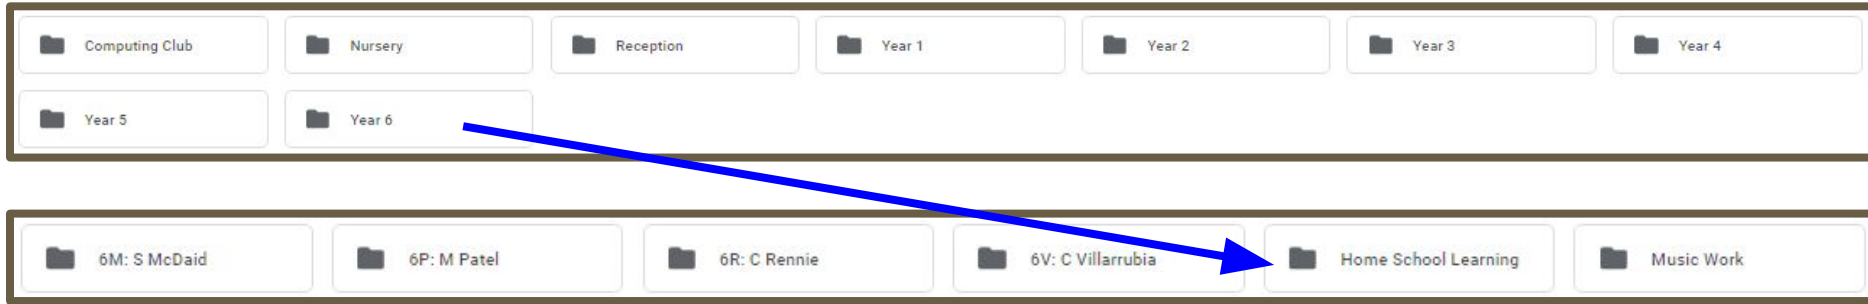 Computing Club Nursery Reception Year 1 Year 2 Year 3 Year 4
Year 5 Year 6
6M: S McDaid 6P: M Patel 6R: C Rennie 6V: C Villarrubia Home School Learning Music Work